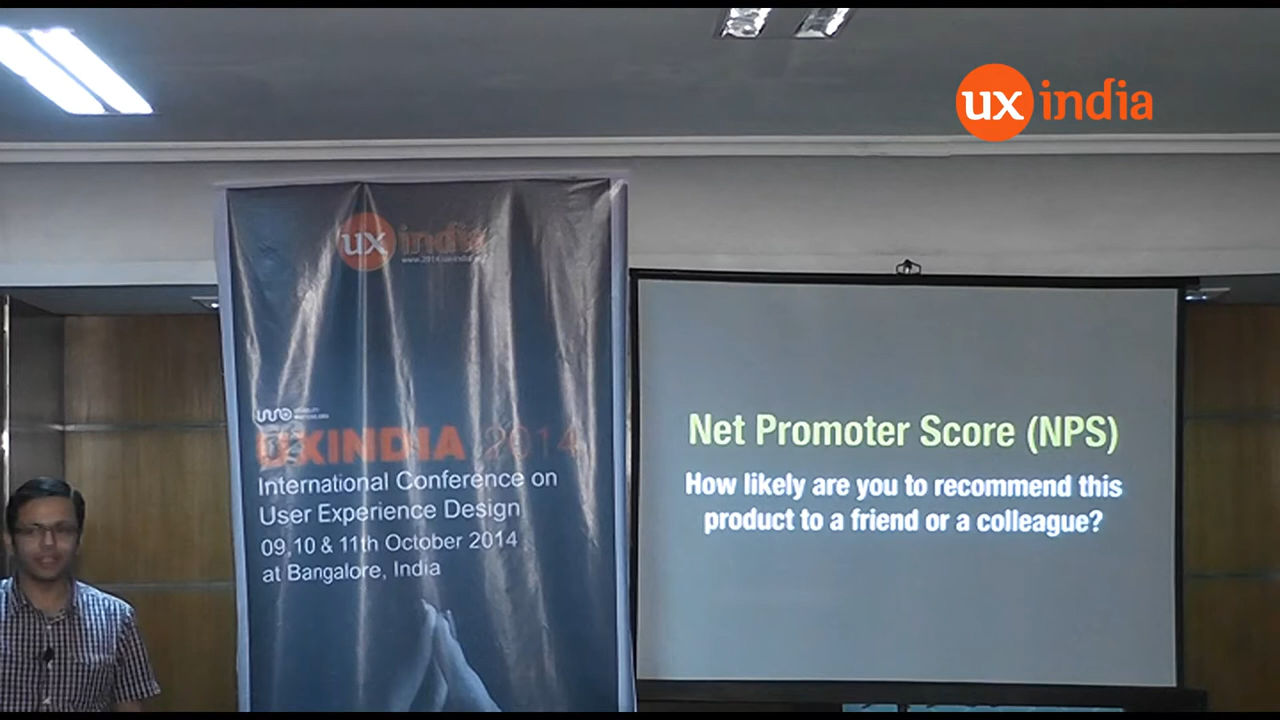 ux india
ux india
UXINDIA 2014
International Conference on
User Experience Design
09,10 & 11th October 2014
at Bangalore, India
Net Promoter Score (NPS)
How likely are you to recommend this
product to a friend or a colleague?